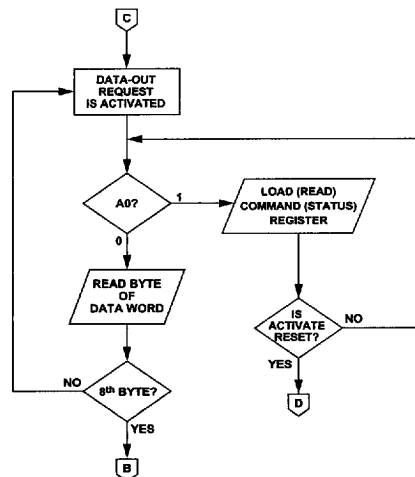 C
DATA-OUT
REQUEST
IS ACTIVATED
A0?
1
0
LOAD (READ)
COMMAND (STATUS)
REGISTER
READ BYTE
OF
DATA WORD
IS
ACTIVATE
RESET?
NO
YES
D
8th BYTE?
NO
YES
B